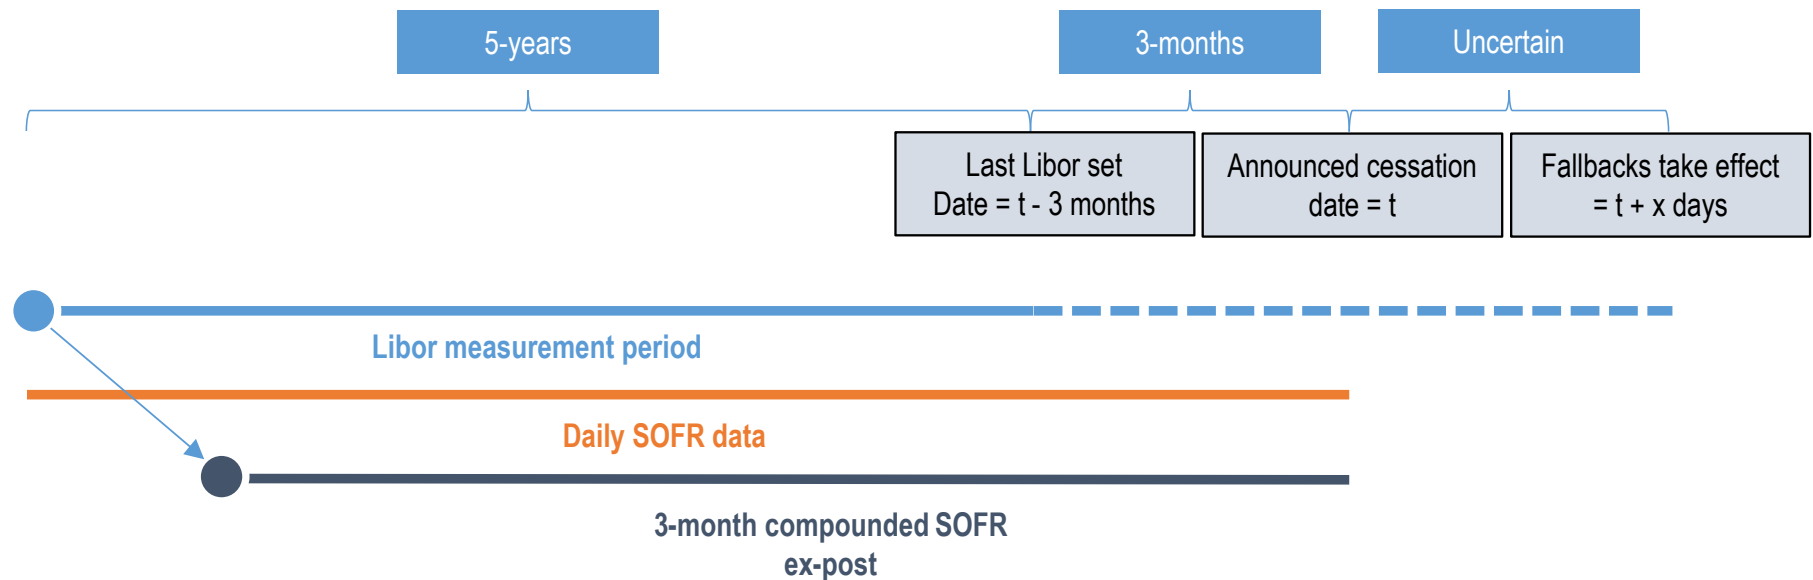 5-years
3-months
Uncertain
Last Libor set
Date = t - 3 months
Announced cessation
date = t
Fallbacks take effect
= t + x days
Libor measurement period
Daily SOFR data
3-month compounded SOFR
ex-post